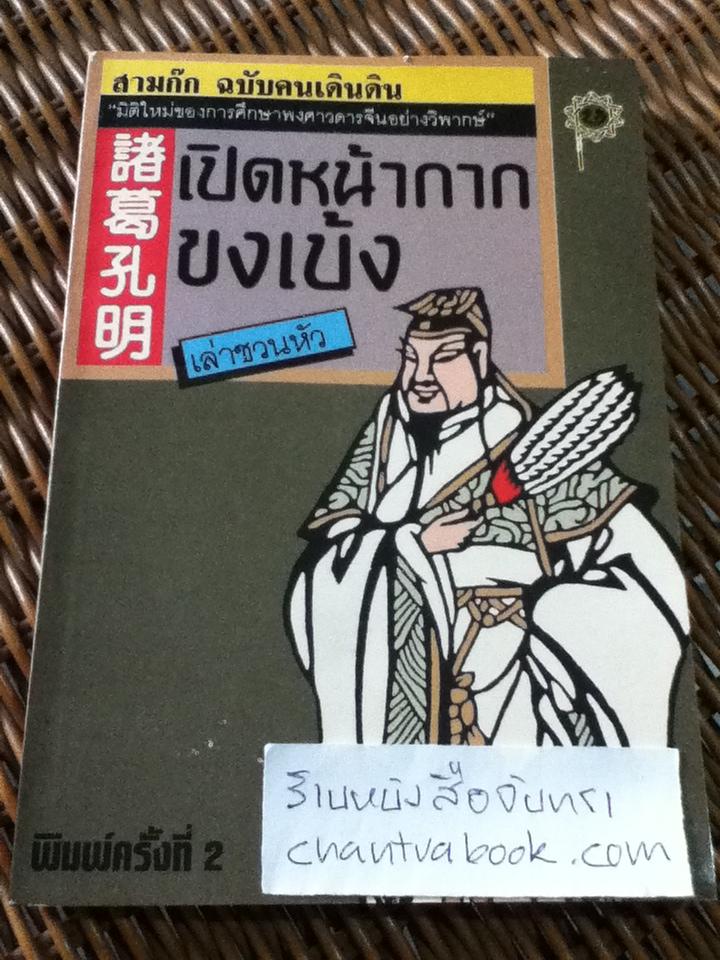 สามก๊ก ฉบับคนเดินดิน
"มิติใหม่ของการศึกษาพงศาวดารจีนอย่างวิพากษ์"
諸葛孔明
เปิดหน้ากาก
ขงเบ้ง
เล่าชวนหัว
พิมพ์ครั้งที่ 2
ร้านหนังสือจันทรา
chantrabook.com